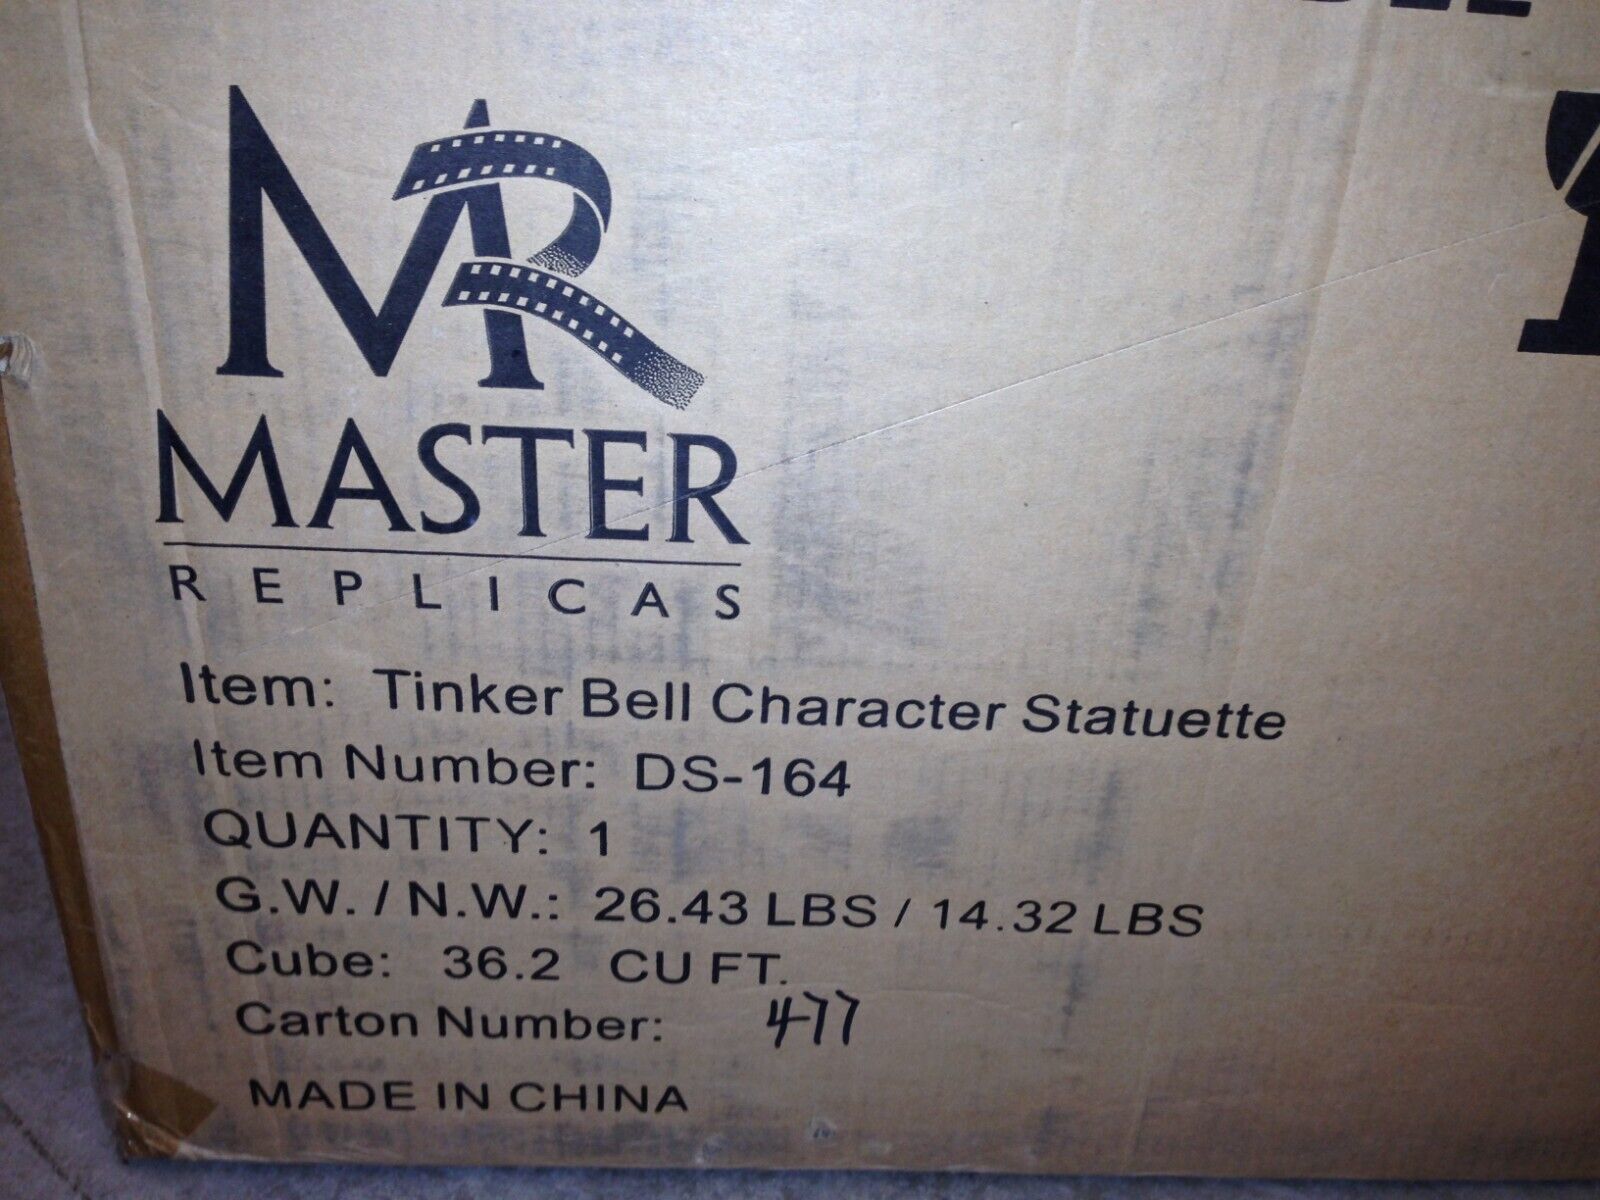 MR
MASTER
REPLICAS
Item: Tinker Bell Character Statuette
Item Number: DS-164
QUANTITY: 1
G.W. / N.W.: 26.43 LBS / 14.32 LBS
Cube: 36.2 CU FT.
Carton Number: 477
MADE IN CHINA